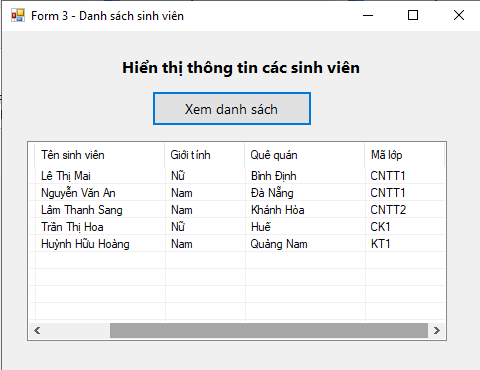 Form 3 - Danh sách sinh viên
Hiển thị thông tin các sinh viên
Xem danh sách
Tên sinh viên Giới tính Quê quán Mã lớp
Lê Thị Mai Nữ Bình Định CNTT1
Nguyễn Văn An Nam Đà Nẵng CNTT1
Lâm Thanh Sang Nam Khánh Hòa CNTT2
Trần Thị Hoa Nữ Huế CK1
Huỳnh Hữu Hoàng Nam Quảng Nam KT1